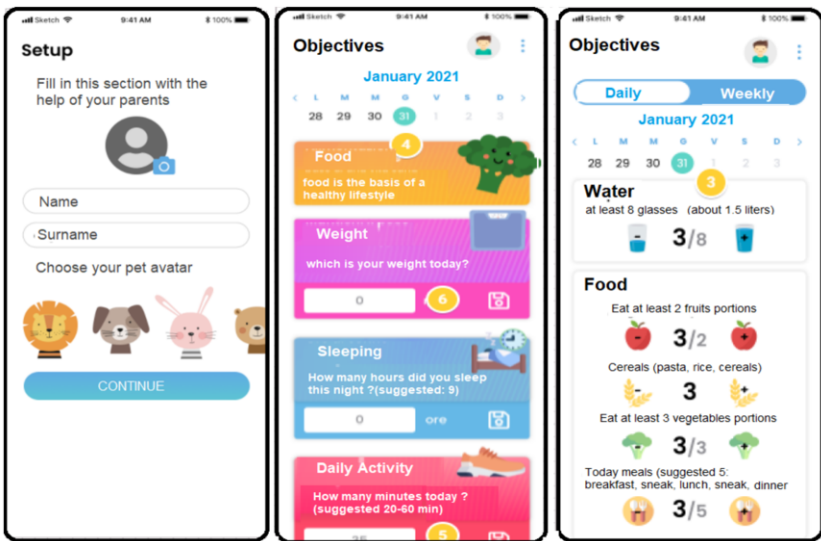 Sketch 9:41 AM 100%
Setup
Fill in this section with the
help of your parents
Name
Surname
Choose your pet avatar
CONTINUE
Sketch 9:41 AM 100%
Objectives
January 2021
< L M M G V S D >
28 29 30 31 1 2 3
4
Food
food is the basis of a
healthy lifestyle
Weight
which is your weight today?
0
6
Sleeping
How many hours did you sleep
this night ?(suggested: 9)
0 ore
Daily Activity
How many minutes today ?
(suggested 20-60 min)
5
Sketch 9:41 AM 100%
Objectives
Daily Weekly
January 2021
< L M M G V S D >
28 29 30 31 1 2 3
3
Water
at least 8 glasses (about 1.5 liters)
- 3/8 +
Food
Eat at least 2 fruits portions
- 3/2 +
Cereals (pasta, rice, cereals)
- 3 +
Eat at least 3 vegetables portions
- 3/3 +
Today meals (suggested 5:
breakfast, sneak, lunch, sneak, dinner
- 3/5 +